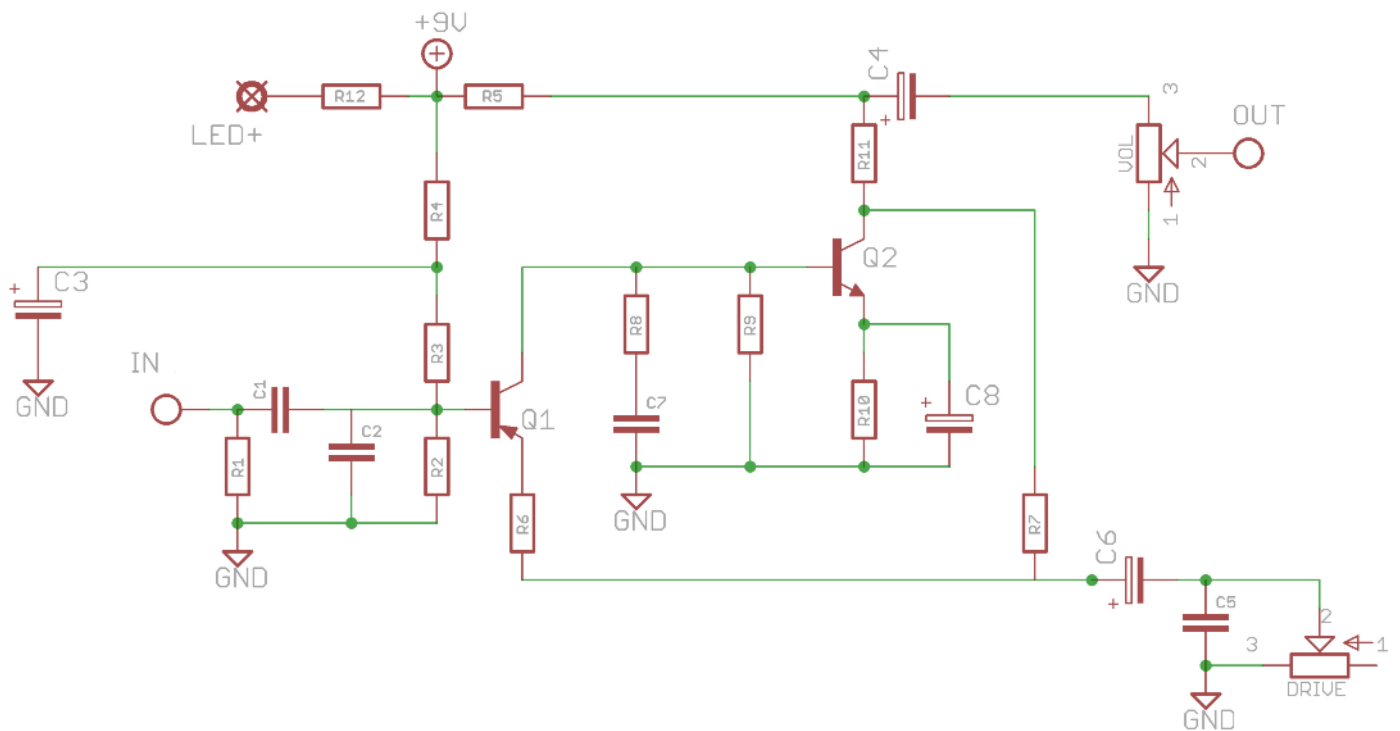 +9V
C4
3
R12
R5
OUT
LED+
R11
VOL
2
R4
1
Q2
C3
+
+
GND
R8
R9
R3
IN
C1
GND
Q1
C7
R10
+
C8
C2
R1
R2
GND
R6
R7
C6
GND
+
C5
2
3
1
DRIVE
GND